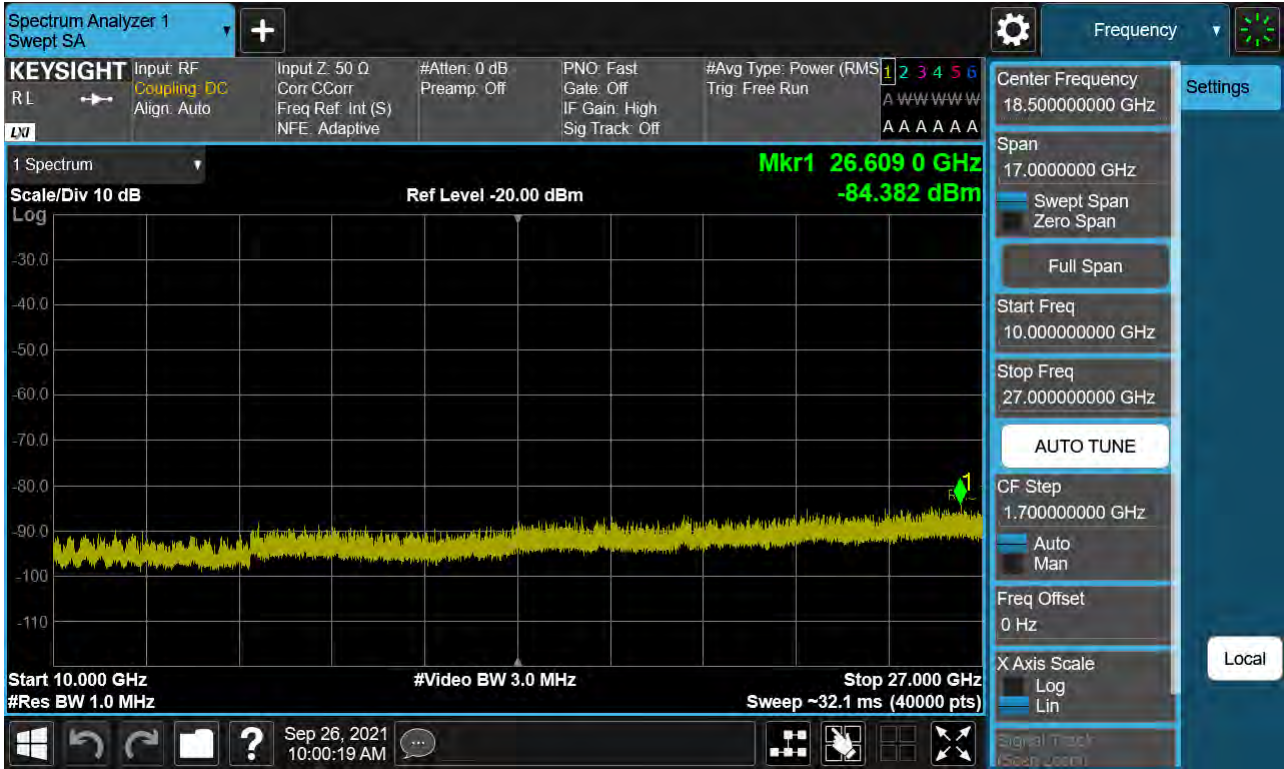 Spectrum Analyzer 1
Swept SA
Frequency
KEYSIGHT
R L
LXI
Input: RF
Coupling: DC
Align: Auto
Input Z: 50 Ω
Corr CCorr
Freq Ref: Int (S)
NFE: Adaptive
#Atten: 0 dB
Preamp: Off
PNO: Fast
Gate: Off
IF Gain: High
Sig Track: Off
#Avg Type: Power (RMS
Trig: Free Run
1 2 3 4 5 6
A W W W W W
A A A A A A
1 Spectrum
Scale/Div 10 dB
Ref Level -20.00 dBm
Mkr1 26.609 0 GHz
-84.382 dBm
Log
-30.0
-40.0
-50.0
-60.0
-70.0
-80.0
-90.0
-100
-110
1
Start 10.000 GHz
#Video BW 3.0 MHz
Stop 27.000 GHz
#Res BW 1.0 MHz
Sweep ~32.1 ms (40000 pts)
Center Frequency
18.500000000 GHz
Settings
Span
17.0000000 GHz
Swept Span
Zero Span
Full Span
Start Freq
10.000000000 GHz
Stop Freq
27.000000000 GHz
AUTO TUNE
CF Step
1.700000000 GHz
Auto
Man
Freq Offset
0 Hz
X Axis Scale
Log
Lin
Local
Signal Track
(Span Zoom)
?
Sep 26, 2021
10:00:19 AM